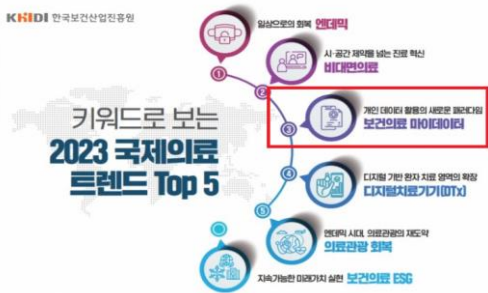 KHIDI 한국보건산업진흥원
키워드로 보는
2023 국제의료
트렌드 Top 5
일상으로의 회복 엔데믹
1
시·공간 제약을 넘는 진료 혁신
비대면의료
2
개인 데이터 활용의 새로운 패러다임
보건의료 마이데이터
3
디지털 기반 환자 치료 영역의 확장
디지털치료기기(DTx)
4
엔데믹 시대, 의료관광의 재도약
의료관광 회복
5
지속가능한 미래가치 실현 보건의료 ESG